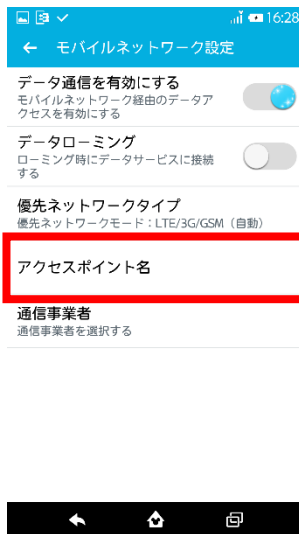 16:28
モバイルネットワーク設定
データ通信を有効にする
モバイルネットワーク経由のデータア
クセスを有効にする
データローミング
ローミング時にデータサービスに接続
する
優先ネットワークタイプ
優先ネットワークモード：LTE/3G/GSM（自動）
アクセスポイント名
通信事業者
通信事業者を選択する